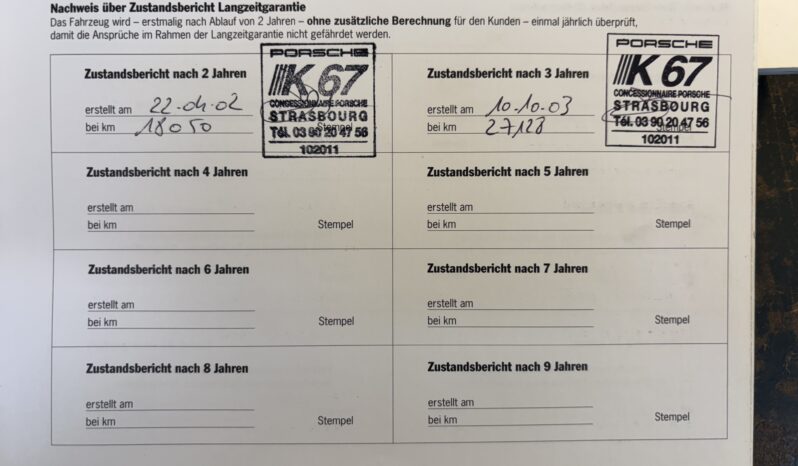 Nachweis über Zustandsbericht Langzeitgarantie
Das Fahrzeug wird – erstmalig nach Ablauf von 2 Jahren – ohne zusätzliche Berechnung für den Kunden – einmal jährlich überprüft,
damit die Ansprüche im Rahmen der Langzeitgarantie nicht gefährdet werden.
Zustandsbericht nach 2 Jahren
erstellt am 22-04-02
bei km 18050
Stempel
PORSCHE
K 67
CONCESSIONNAIRE PORSCHE
STRASBOURG
Tél. 03 90 20 47 56
102011
Zustandsbericht nach 3 Jahren
erstellt am 10-10-03
bei km 27128
Stempel
PORSCHE
K 67
CONCESSIONNAIRE PORSCHE
STRASBOURG
Tél. 03 90 20 47 56
102011
Zustandsbericht nach 4 Jahren
erstellt am
bei km
Stempel
Zustandsbericht nach 5 Jahren
erstellt am
bei km
Stempel
Zustandsbericht nach 6 Jahren
erstellt am
bei km
Stempel
Zustandsbericht nach 7 Jahren
erstellt am
bei km
Stempel
Zustandsbericht nach 8 Jahren
erstellt am
bei km
Stempel
Zustandsbericht nach 9 Jahren
erstellt am
bei km
Stempel